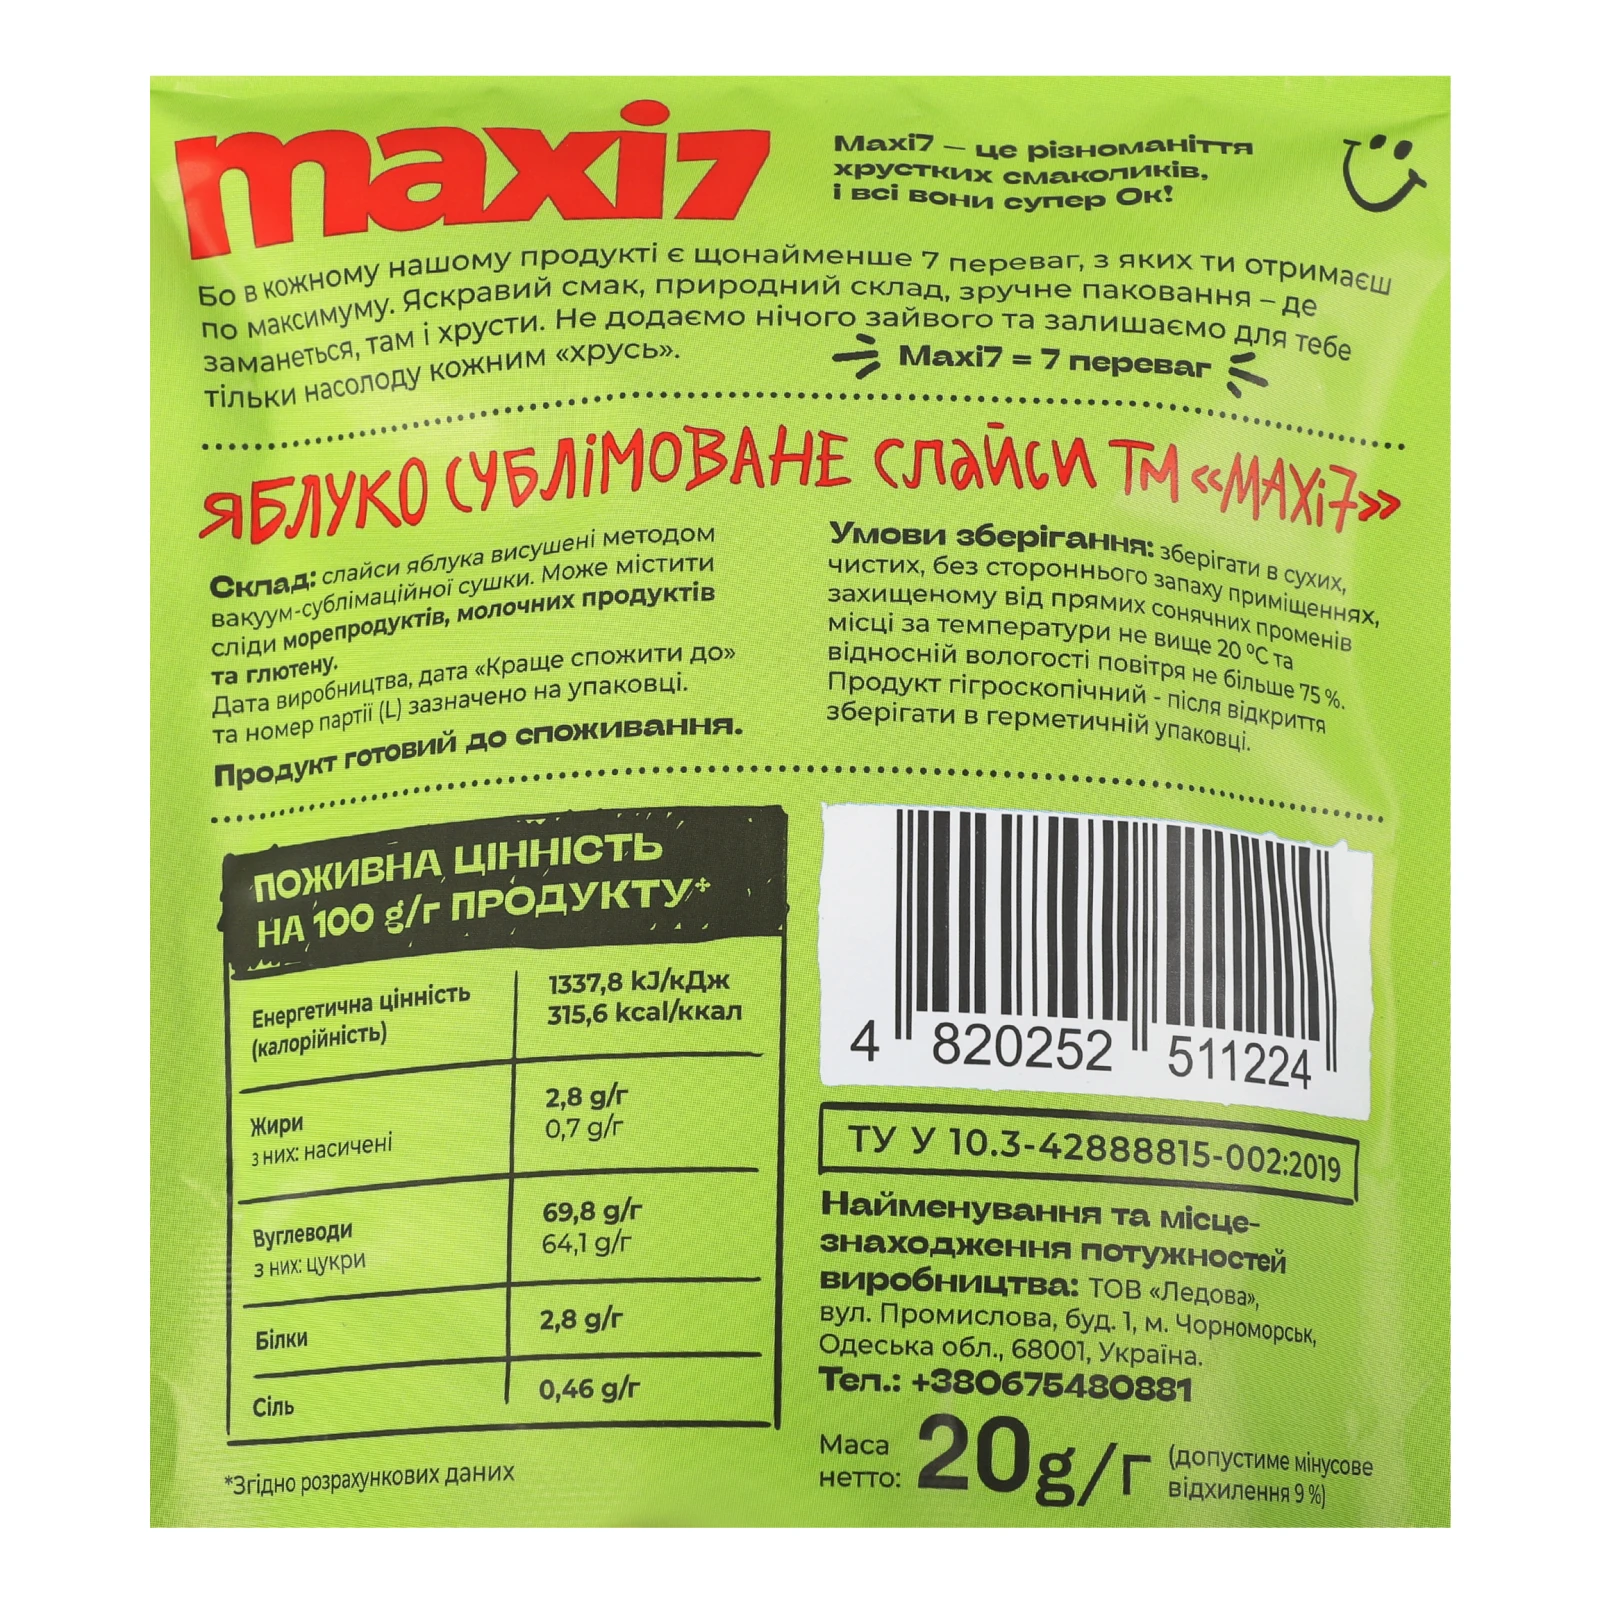 maxi7
Maxi7 – це різноманіття
хрустких смаколиків,
і всі вони супер Ок!
Бо в кожному нашому продукті є щонайменше 7 переваг, з яких ти отримаєш
по максимуму. Яскравий смак, природний склад, зручне паковання – де
заманеться, там і хрусти. Не додаємо нічого зайвого та залишаємо для тебе
тільки насолоду кожним «хрусь».
Maxi7 = 7 переваг
ЯБЛУКО СУБЛІМОВАНЕ СЛАЙСИ ТМ «MAXi7»
Склад: слайси яблука висушені методом
вакуум-сублімаційної сушки. Може містити
сліди морепродуктів, молочних продуктів
та глютену.
Дата виробництва, дата «Краще спожити до»
та номер партії (L) зазначено на упаковці.
Продукт готовий до споживання.
Умови зберігання: зберігати в сухих,
чистих, без стороннього запаху приміщеннях,
захищеному від прямих сонячних променів
місці за температури не вище 20 °C та
відносній вологості повітря не більше 75 %.
Продукт гігроскопічний - після відкриття
зберігати в герметичній упаковці.
ПОЖИВНА ЦІННІСТЬ
НА 100 g/г ПРОДУКТУ*
Енергетична цінність
(калорійність)
1337,8 kJ/кДж
315,6 kcal/ккал
Жири
з них: насичені
2,8 g/г
0,7 g/г
Вуглеводи
з них: цукри
69,8 g/г
64,1 g/г
Білки
2,8 g/г
Сіль
0,46 g/г
*Згідно розрахункових даних
4 820252 511224
ТУ У 10.3-42888815-002:2019
Найменування та місце-
знаходження потужностей
виробництва: ТОВ «Ледова»,
вул. Промислова, буд. 1, м. Чорноморськ,
Одеська обл., 68001, Україна.
Тел.: +380675480881
Маса
нетто: 20g/г (допустиме мінусове
відхилення 9 %)